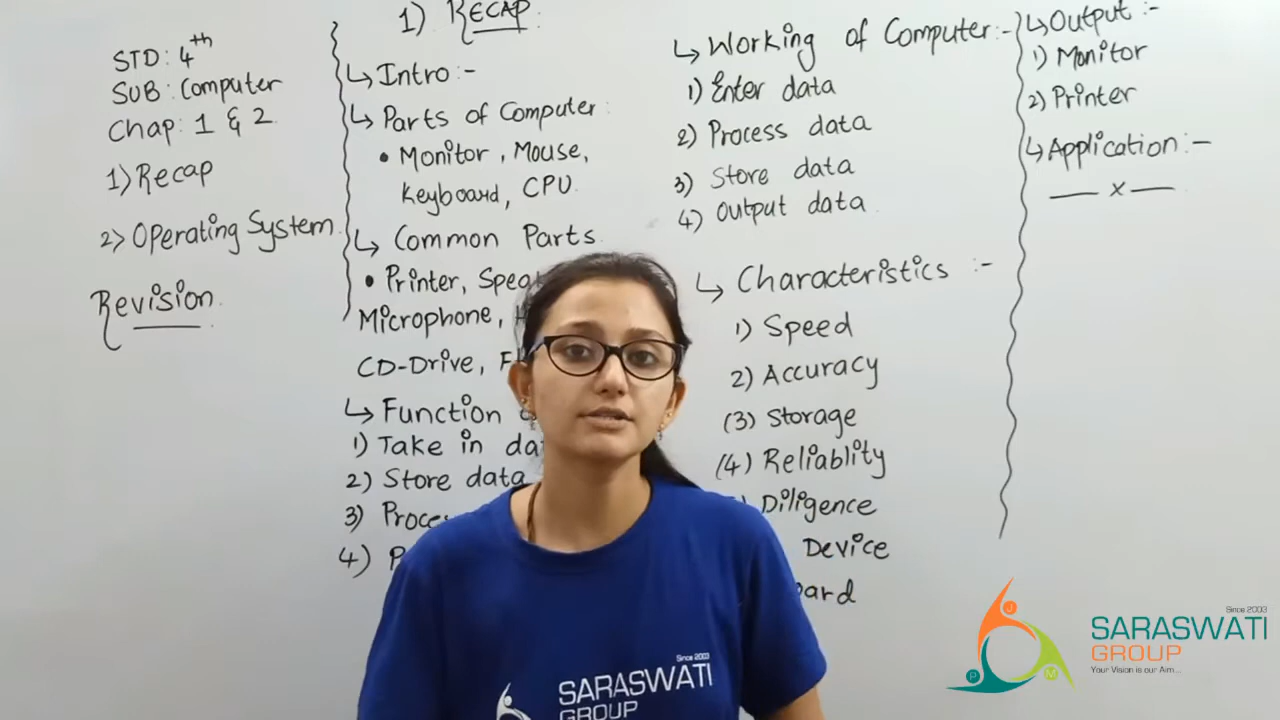 STD: 4th
SUB: Computer
Chap: 1 & 2
1) Recap
2) Operating System
Revision
1) RECAP
↳ Intro :-
↳ Parts of Computer:
• Monitor, Mouse,
Keyboard, CPU.
↳ Common Parts
• Printer,
Microphone,
CD-Drive,
↳ Function
1) Take in
2) Store data
3)
4)
↳ Working of Computer:-
1) Enter data
2) Process data
3) Store data
4) Output data
↳ Characteristics :-
1) Speed
2) Accuracy
(3) Storage
(4) Reliablity
Diligence
Device
↳ Output :-
1) Monitor
2) Printer
↳ Application :-
— x —
Since 2003
SARASWATI
GROUP
Since 2003
SARASWATI
GROUP
Your Vision is our Aim...
J
P
M